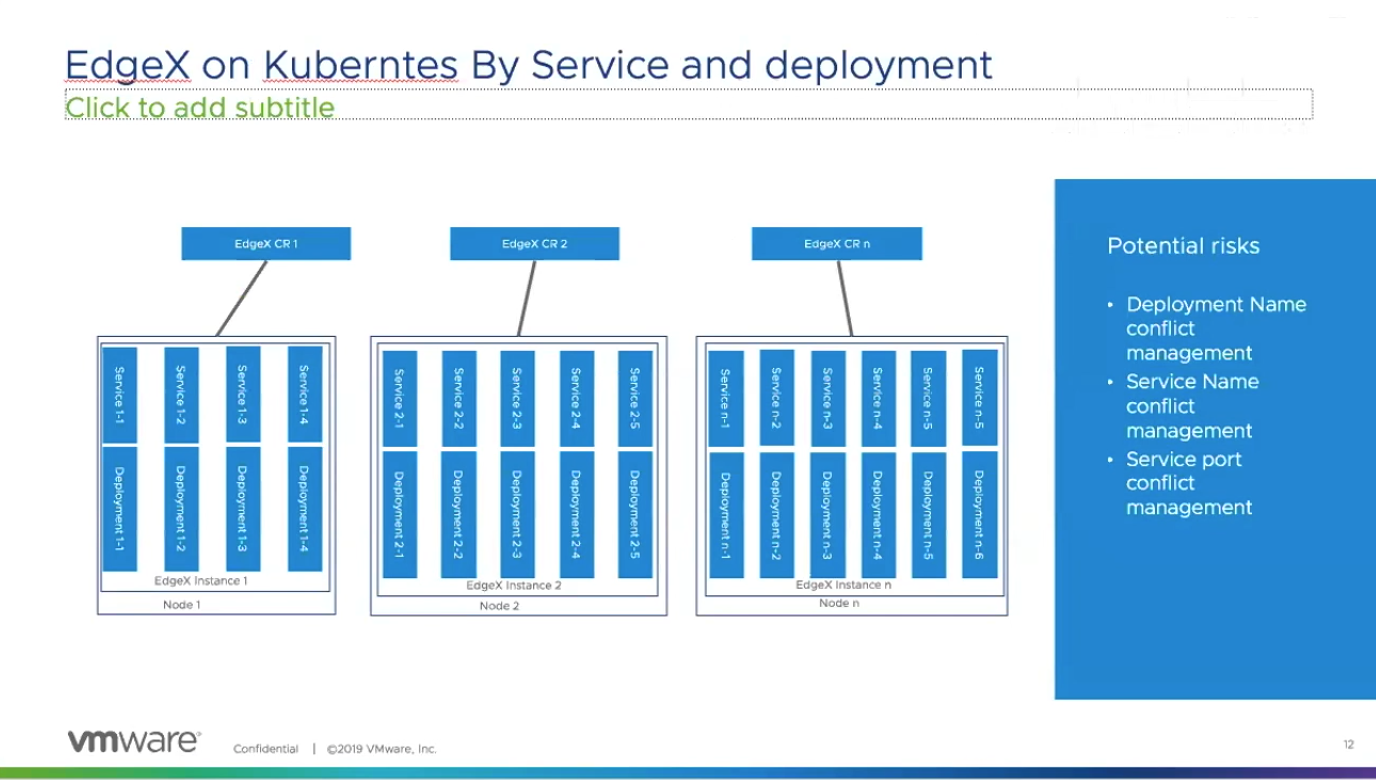 EdgeX on Kuberntes By Service and deployment
Click to add subtitle
EdgeX CR 1
EdgeX CR 2
EdgeX CR n
Service 1-1
Service 1-2
Service 1-3
Service 1-4
Deployment 1-1
Deployment 1-2
Deployment 1-3
Deployment 1-4
EdgeX Instance 1
Node 1
Service 2-1
Service 2-2
Service 2-3
Service 2-4
Service 2-5
Deployment 2-1
Deployment 2-2
Deployment 2-3
Deployment 2-4
Deployment 2-5
EdgeX Instance 2
Node 2
Service n-1
Service n-2
Service n-3
Service n-4
Service n-5
Service n-5
Deployment n-1
Deployment n-2
Deployment n-3
Deployment n-4
Deployment n-5
Deployment n-6
EdgeX Instance n
Node n
Potential risks
• Deployment Name
conflict
management
• Service Name
conflict
management
• Service port
conflict
management
vmware®
Confidential | ©2019 VMware, Inc.
12